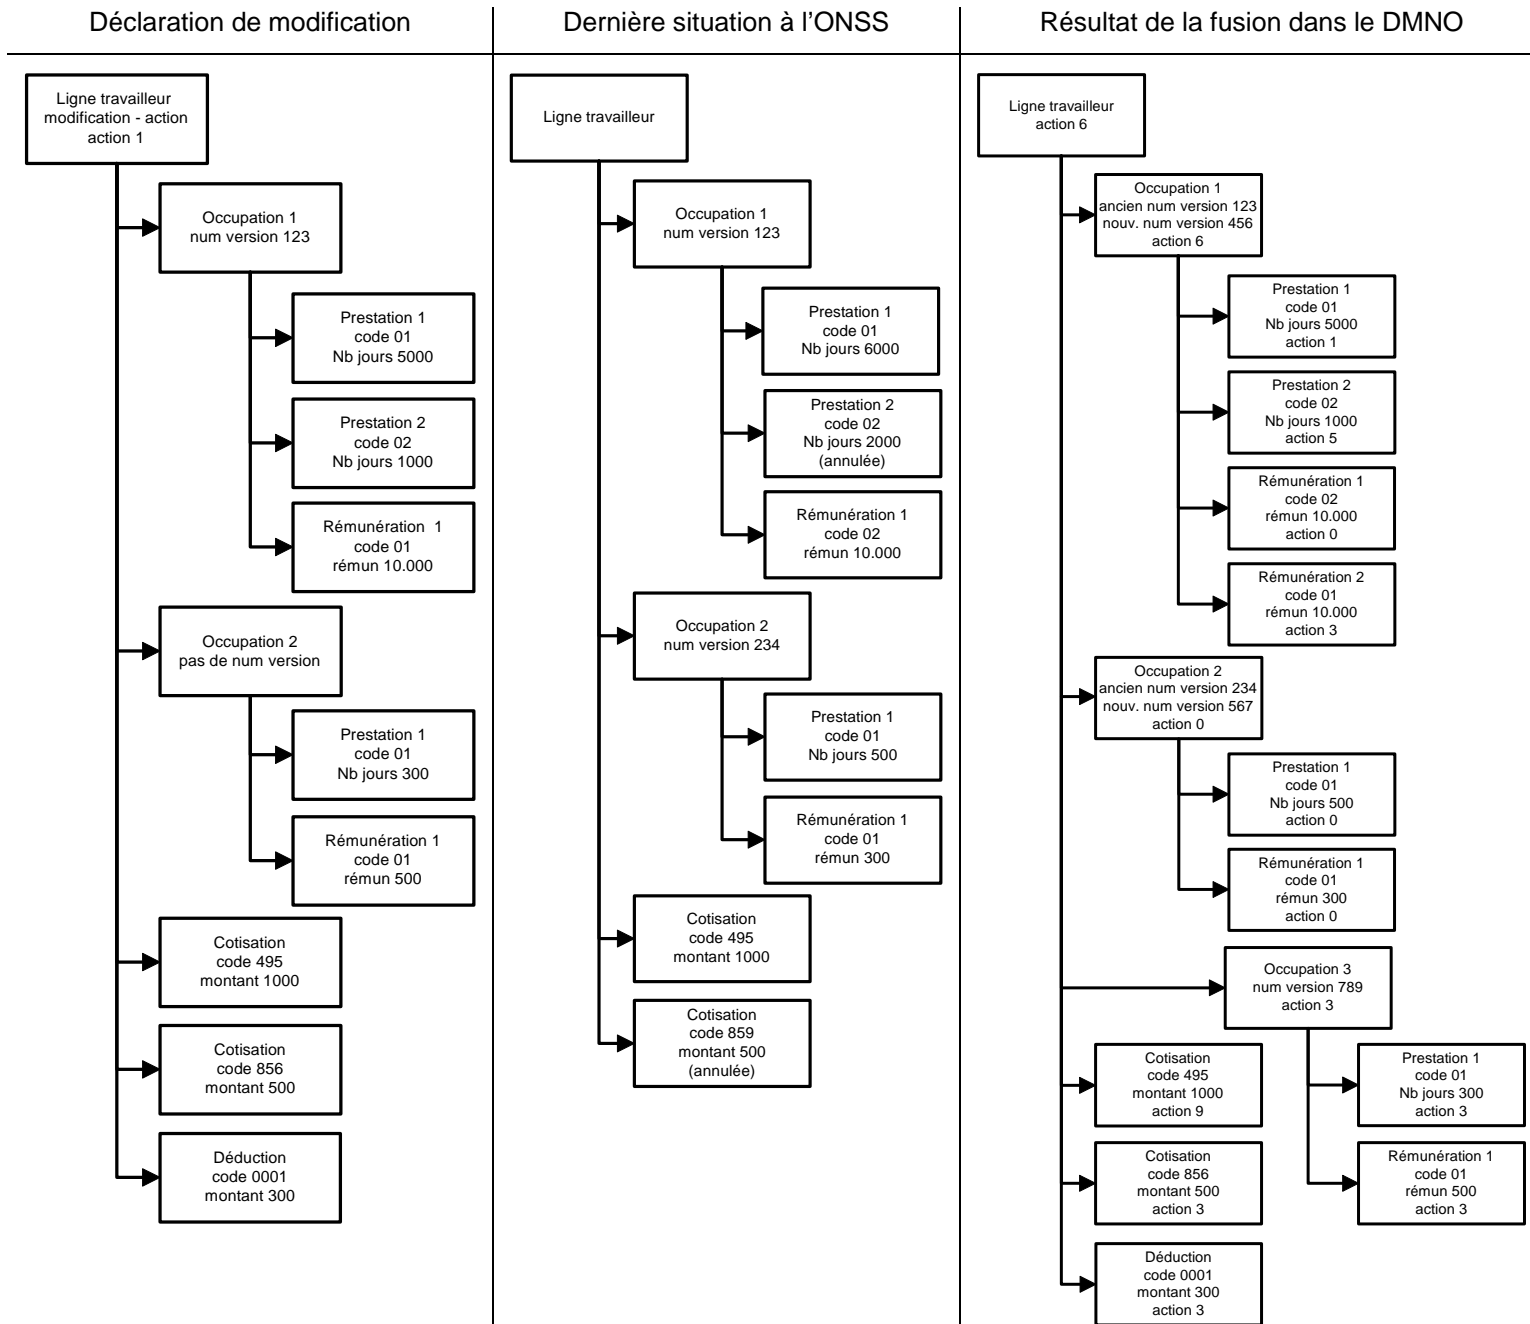 Déclaration de modification
Ligne travailleur
modification - action
action 1
Occupation 1
num version 123
Prestation 1
code 01
Nb jours 5000
Prestation 2
code 02
Nb jours 1000
Rémunération 1
code 01
rémun 10.000
Occupation 2
pas de num version
Prestation 1
code 01
Nb jours 300
Rémunération 1
code 01
rémun 500
Cotisation
code 495
montant 1000
Cotisation
code 856
montant 500
Déduction
code 0001
montant 300
Dernière situation à l'ONSS
Ligne travailleur
Occupation 1
num version 123
Prestation 1
code 01
Nb jours 6000
Prestation 2
code 02
Nb jours 2000
(annulée)
Rémunération 1
code 02
rémun 10.000
Occupation 2
num version 234
Prestation 1
code 01
Nb jours 500
Rémunération 1
code 01
rémun 300
Cotisation
code 495
montant 1000
Cotisation
code 859
montant 500
(annulée)
Résultat de la fusion dans le DMNO
Ligne travailleur
action 6
Occupation 1
ancien num version 123
nouv. num version 456
action 6
Prestation 1
code 01
Nb jours 5000
action 1
Prestation 2
code 02
Nb jours 1000
action 5
Rémunération 1
code 02
rémun 10.000
action 0
Rémunération 2
code 01
rémun 10.000
action 3
Occupation 2
ancien num version 234
nouv. num version 567
action 0
Prestation 1
code 01
Nb jours 500
action 0
Rémunération 1
code 01
rémun 300
action 0
Occupation 3
num version 789
action 3
Prestation 1
code 01
Nb jours 300
action 3
Rémunération 1
code 01
rémun 500
action 3
Cotisation
code 495
montant 1000
action 9
Cotisation
code 856
montant 500
action 3
Déduction
code 0001
montant 300
action 3